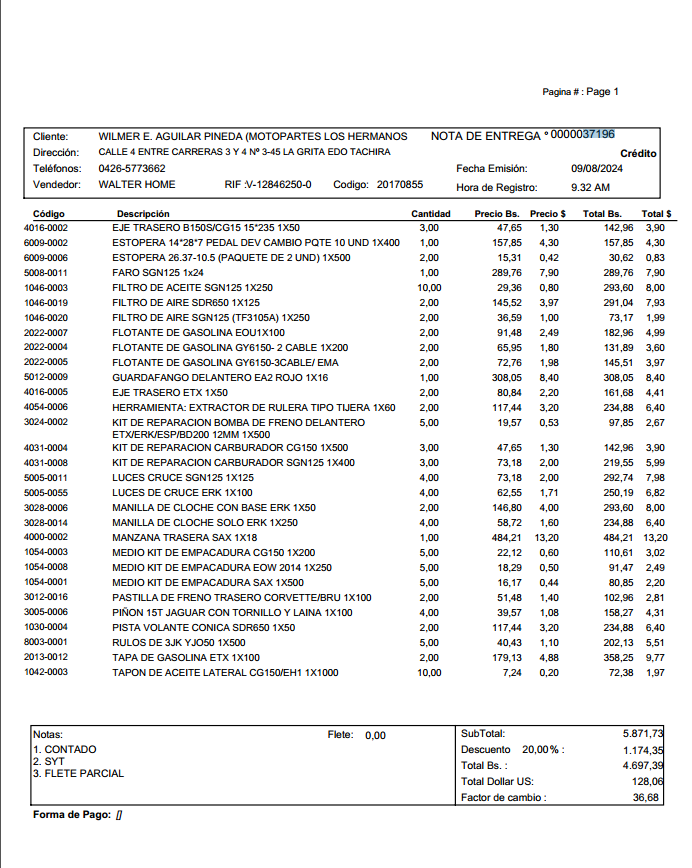 Pagina # : Page 1
Cliente: WILMER E. AGUILAR PINEDA (MOTOPARTES LOS HERMANOS NOTA DE ENTREGA º 0000037196
Dirección: CALLE 4 ENTRE CARRERAS 3 Y 4 Nº 3-45 LA GRITA EDO TACHIRA Crédito
Teléfonos: 0426-5773662 Fecha Emisión: 09/08/2024
Vendedor: WALTER HOME RIF :V-12846250-0 Codigo: 20170855 Hora de Registro: 9.32 AM
Código Descripción Cantidad Precio Bs. Precio $ Total Bs. Total $
4016-0002 EJE TRASERO B150S/CG15 15*235 1X50 3,00 47,65 1,30 142,96 3,90
6009-0002 ESTOPERA 14*28*7 PEDAL DEV CAMBIO PQTE 10 UND 1X400 1,00 157,85 4,30 157,85 4,30
6009-0006 ESTOPERA 26.37-10.5 (PAQUETE DE 2 UND) 1X500 2,00 15,31 0,42 30,62 0,83
5008-0011 FARO SGN125 1x24 1,00 289,76 7,90 289,76 7,90
1046-0003 FILTRO DE ACEITE SGN125 1X250 10,00 29,36 0,80 293,60 8,00
1046-0019 FILTRO DE AIRE SDR650 1X125 2,00 145,52 3,97 291,04 7,93
1046-0020 FILTRO DE AIRE SGN125 (TF3105A) 1X250 2,00 36,59 1,00 73,17 1,99
2022-0007 FLOTANTE DE GASOLINA EOU1X100 2,00 91,48 2,49 182,96 4,99
2022-0004 FLOTANTE DE GASOLINA GY6150- 2 CABLE 1X200 2,00 65,95 1,80 131,89 3,60
2022-0005 FLOTANTE DE GASOLINA GY6150-3CABLE/ EMA 2,00 72,76 1,98 145,51 3,97
5012-0009 GUARDAFANGO DELANTERO EA2 ROJO 1X16 1,00 308,05 8,40 308,05 8,40
4016-0005 EJE TRASERO ETX 1X50 2,00 80,84 2,20 161,68 4,41
4054-0006 HERRAMIENTA: EXTRACTOR DE RULERA TIPO TIJERA 1X60 2,00 117,44 3,20 234,88 6,40
3024-0002 KIT DE REPARACION BOMBA DE FRENO DELANTERO 5,00 19,57 0,53 97,85 2,67
ETX/ERK/ESP/BD200 12MM 1X500
4031-0004 KIT DE REPARACION CARBURADOR CG150 1X500 3,00 47,65 1,30 142,96 3,90
4031-0008 KIT DE REPARACION CARBURADOR SGN125 1X400 3,00 73,18 2,00 219,55 5,99
5005-0011 LUCES CRUCE SGN125 1X125 4,00 73,18 2,00 292,74 7,98
5005-0055 LUCES DE CRUCE ERK 1X100 4,00 62,55 1,71 250,19 6,82
3028-0006 MANILLA DE CLOCHE CON BASE ERK 1X50 2,00 146,80 4,00 293,60 8,00
3028-0014 MANILLA DE CLOCHE SOLO ERK 1X250 4,00 58,72 1,60 234,88 6,40
4000-0002 MANZANA TRASERA SAX 1X18 1,00 484,21 13,20 484,21 13,20
1054-0003 MEDIO KIT DE EMPACADURA CG150 1X200 5,00 22,12 0,60 110,61 3,02
1054-0008 MEDIO KIT DE EMPACADURA EOW 2014 1X250 5,00 18,29 0,50 91,47 2,49
1054-0001 MEDIO KIT DE EMPACADURA SAX 1X500 5,00 16,17 0,44 80,85 2,20
3012-0016 PASTILLA DE FRENO TRASERO CORVETTE/BRU 1X100 2,00 51,48 1,40 102,96 2,81
3005-0006 PIÑON 15T JAGUAR CON TORNILLO Y LAINA 1X100 4,00 39,57 1,08 158,27 4,31
1030-0004 PISTA VOLANTE CONICA SDR650 1X50 2,00 117,44 3,20 234,88 6,40
8003-0001 RULOS DE 3JK YJO50 1X500 5,00 40,43 1,10 202,13 5,51
2013-0012 TAPA DE GASOLINA ETX 1X100 2,00 179,13 4,88 358,25 9,77
1042-0003 TAPON DE ACEITE LATERAL CG150/EH1 1X1000 10,00 7,24 0,20 72,38 1,97
Notas: Flete: 0,00 SubTotal: 5.871,73
1. CONTADO Descuento 20,00% : 1.174,35
2. SYT Total Bs. : 4.697,39
3. FLETE PARCIAL Total Dollar US: 128,06
Factor de cambio : 36,68
Forma de Pago: []